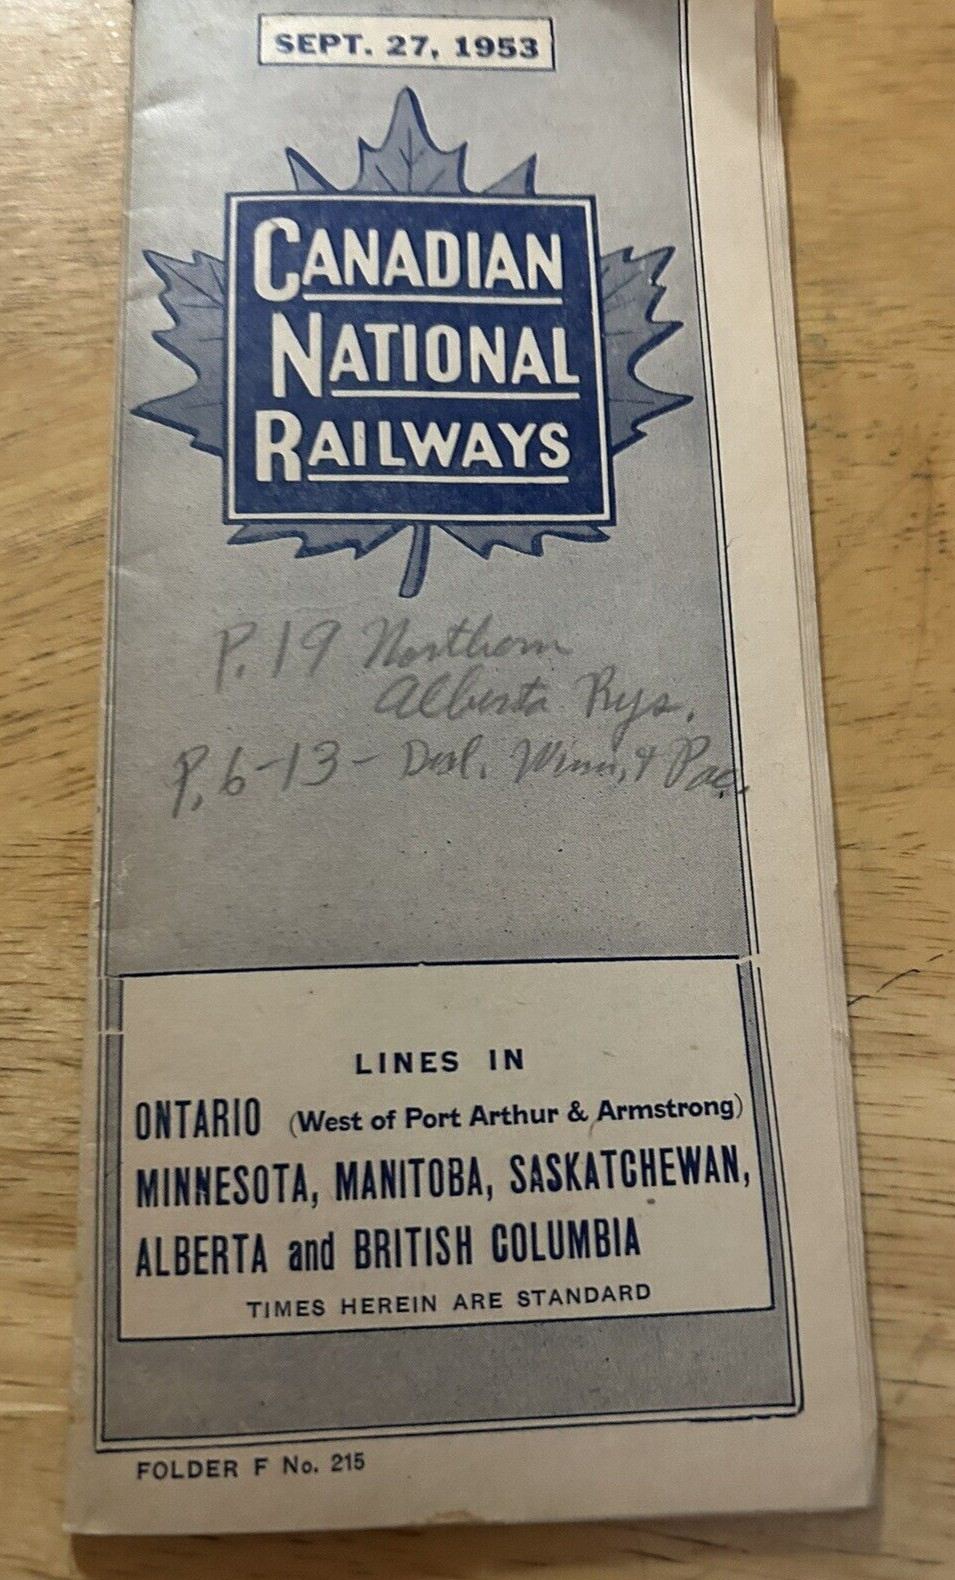 SEPT. 27, 1953
CANADIAN
NATIONAL
RAILWAYS
P. 19 Northern
Alberta Rys.
P. 6-13 - Dul. Winn, & Pac.
LINES IN
ONTARIO (West of Port Arthur & Armstrong)
MINNESOTA, MANITOBA, SASKATCHEWAN,
ALBERTA and BRITISH COLUMBIA
TIMES HEREIN ARE STANDARD
FOLDER F No. 215